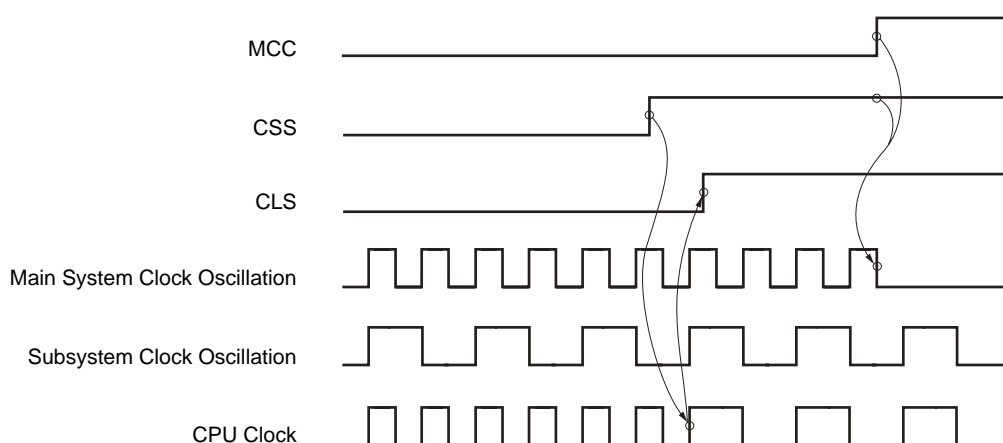 MCC
CSS
CLS
Main System Clock Oscillation
Subsystem Clock Oscillation
CPU Clock